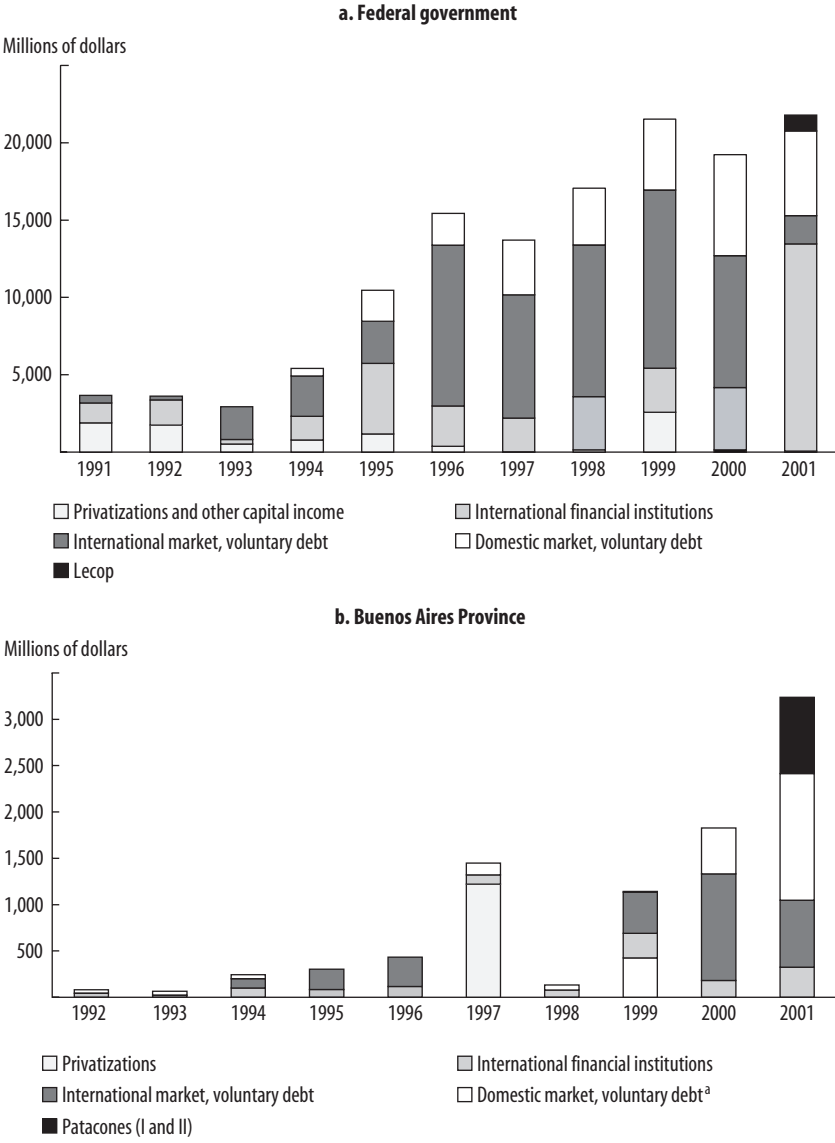 a. Federal government
Millions of dollars
20,000
15,000
10,000
5,000
1991 1992 1993 1994 1995 1996 1997 1998 1999 2000 2001
Privatizations and other capital income International financial institutions
International market, voluntary debt Domestic market, voluntary debt
Lecop
b. Buenos Aires Province
Millions of dollars
3,000
2,500
2,000
1,500
1,000
500
1992 1993 1994 1995 1996 1997 1998 1999 2000 2001
Privatizations International financial institutions
International market, voluntary debt Domestic market, voluntary debtª
Patacones (I and II)